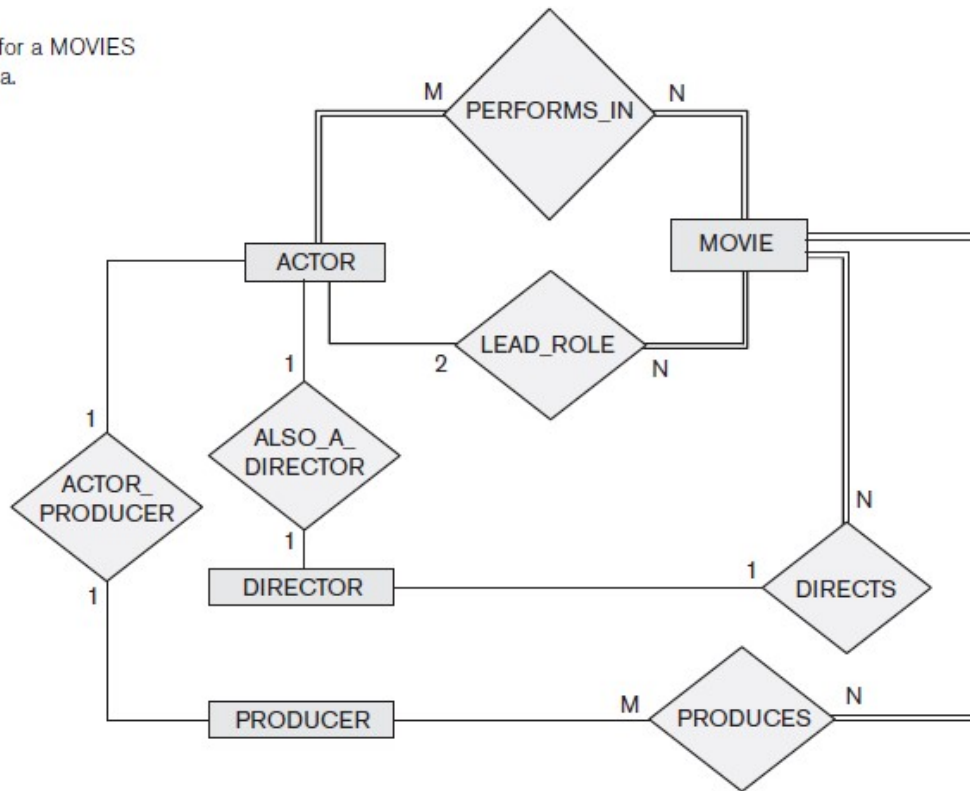 for a MOVIES
a.
M
N
PERFORMS_IN
MOVIE
ACTOR
LEAD_ROLE
2
N
1
1
ALSO_A_
DIRECTOR
ACTOR_
PRODUCER
N
1
1
1
DIRECTOR
DIRECTS
M
N
PRODUCER
PRODUCES